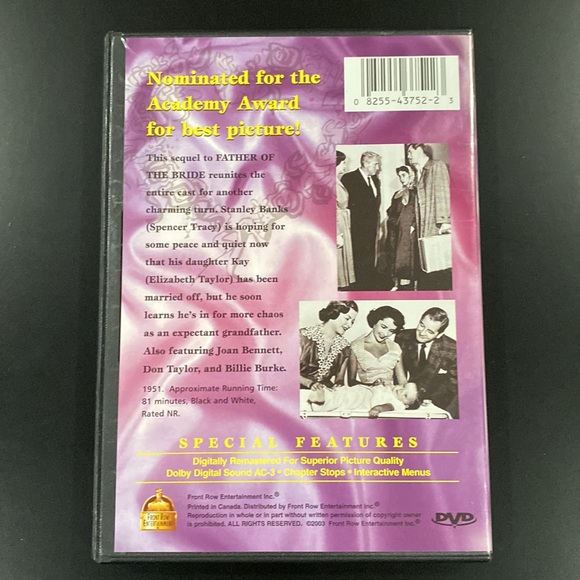 Nominated for the
Academy Award
for best picture!
0 8255-43752-2 3
This sequel to FATHER OF
THE BRIDE reunites the
entire cast for another
charming turn. Stanley Banks
(Spencer Tracy) is hoping for
some peace and quiet now
that his daughter Kay
(Elizabeth Taylor) has been
married off, but he soon
learns he's in for more chaos
as an expectant grandfather.
Also featuring Joan Bennett,
Don Taylor, and Billie Burke.
1951. Approximate Running Time:
81 minutes, Black and White,
Rated NR.
SPECIAL FEATURES
Digitally Remastered For Superior Picture Quality
Dolby Digital Sound AC-3 • Chapter Stops • Interactive Menus
FRONT ROW
ENTERTAINMENT
Front Row Entertainment Inc.®
Printed in Canada. Distributed by Front Row Entertainment Inc.®
Reproduction in whole or in part without written permission of copyright owner
is prohibited. ALL RIGHTS RESERVED. ©2003 Front Row Entertainment Inc.®
DVD